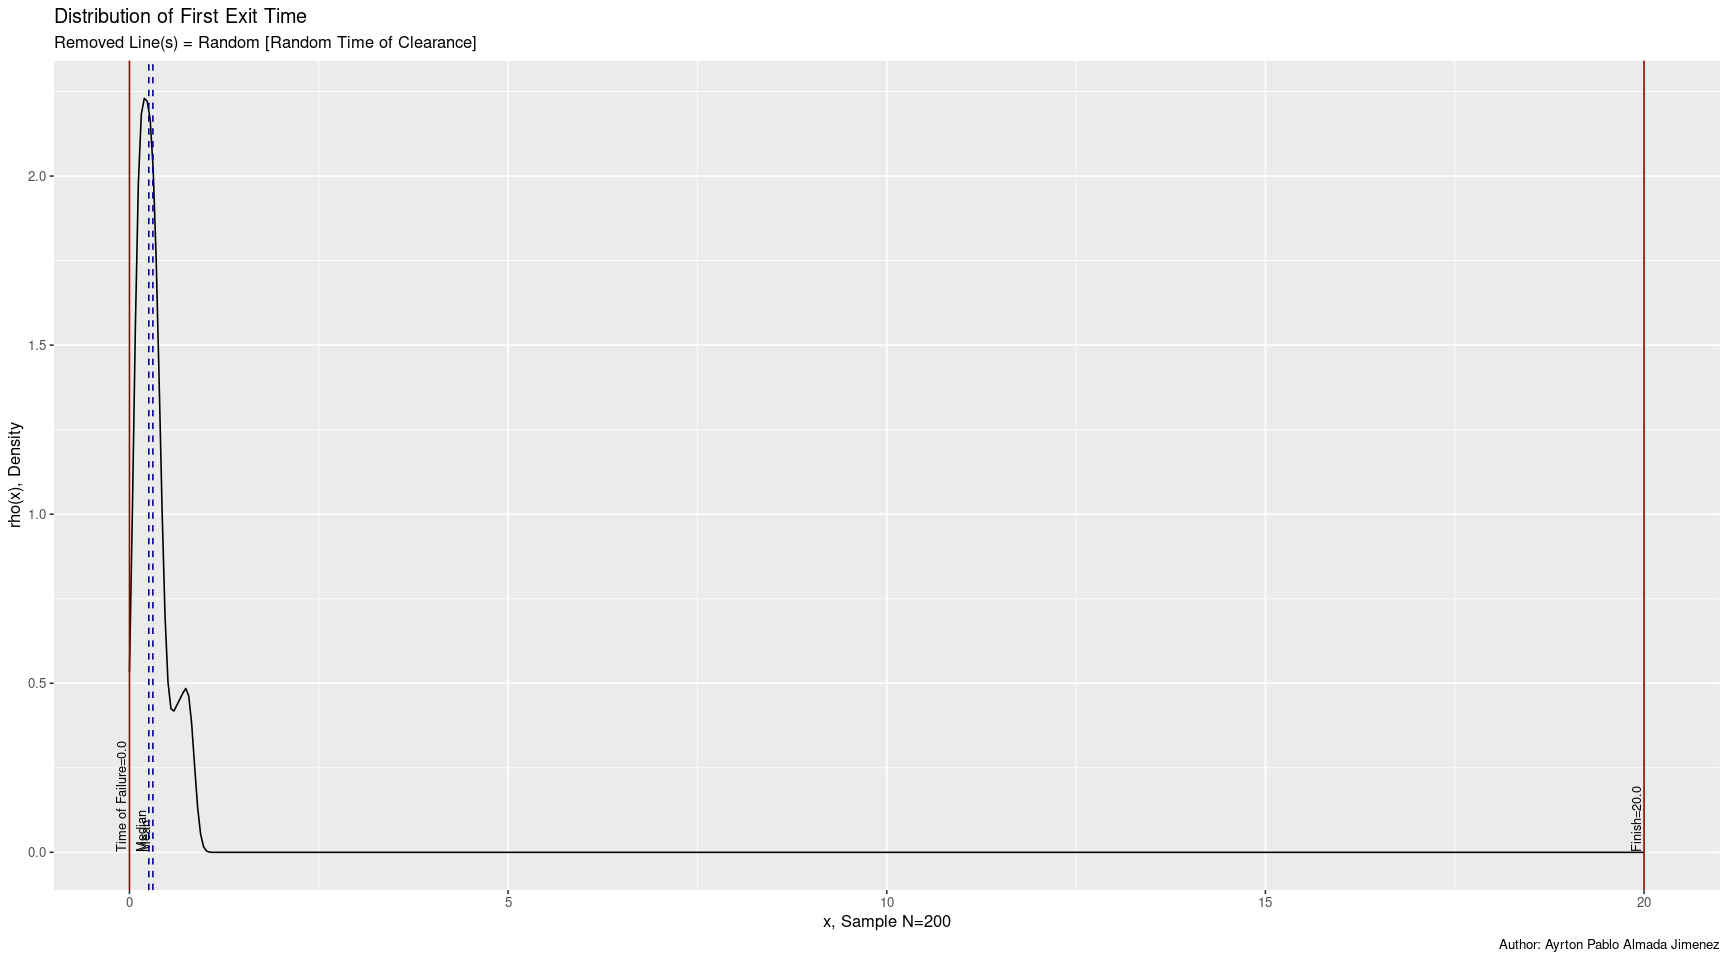 Distribution of First Exit Time
Removed Line(s) = Random [Random Time of Clearance]
rho(x), Density
2.0
1.5
1.0
0.5
0.0
Time of Failure=0.0
Median
Mean
Finish=20.0
0
5
10
15
20
x, Sample N=200
Author: Ayrton Pablo Almada Jimenez